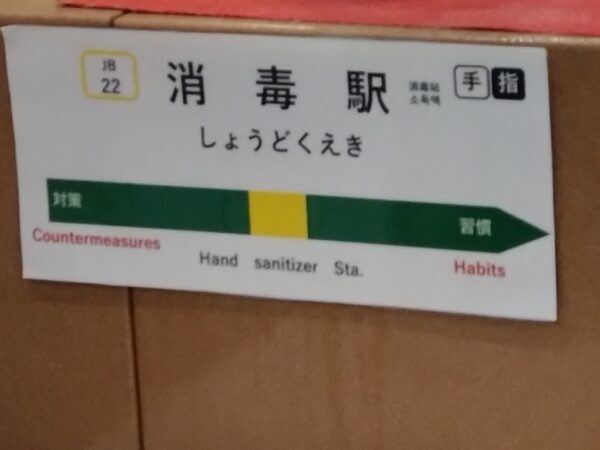 JB
22
消毒駅
消毒站
소독역
手 指
しょうどくえき
対策
習慣
Countermeasures
Hand sanitizer Sta.
Habits